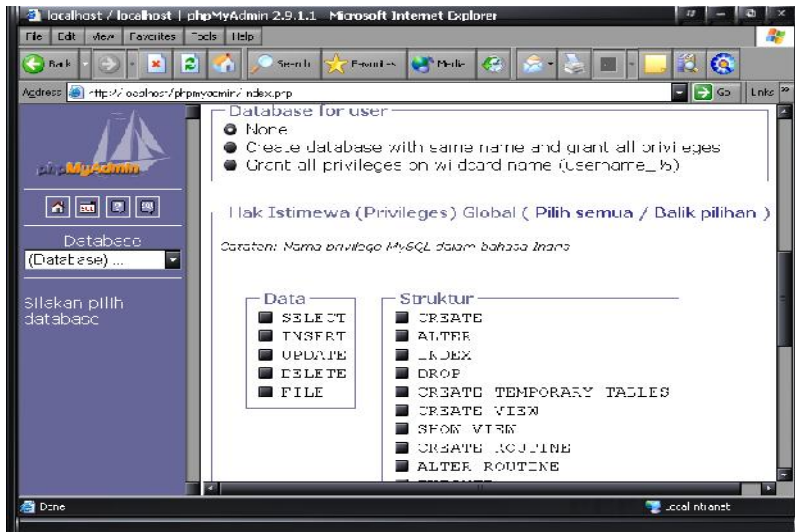 localhost / localhost | phpMyAdmin 2.9.1.1 - Microsoft Internet Explorer
File Edit View Favorites Tools Help
Back Search Favorites Media
Address http://localhost/phpmyadmin/index.php Go Links »
phpMyAdmin
Database
(Database) ...
Silakan pilih
database
Database for user
None
Create database with same name and grant all privileges
Grant all privileges on wildcard name (username_%)
Hak Istimewa (Privileges) Global ( Pilih semua / Balik pilihan )
Catatan: Nama privilege MySQL dalam bahasa Inggris
Data
SELECT
INSERT
UPDATE
DELETE
FILE
Struktur
CREATE
ALTER
INDEX
DROP
CREATE TEMPORARY TABLES
CREATE VIEW
SHOW VIEW
CREATE ROUTINE
ALTER ROUTINE
Done Local intranet